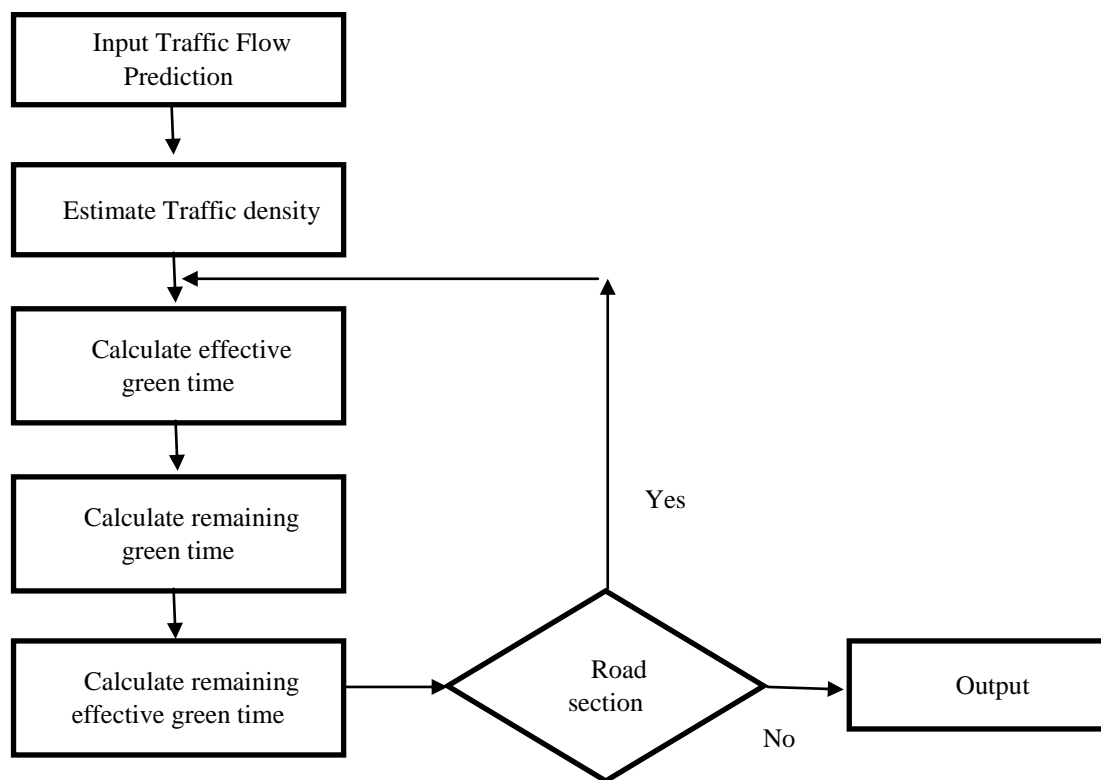 Input Traffic Flow
Prediction
Estimate Traffic density
Calculate effective
green time
Calculate remaining
green time
Calculate remaining
effective green time
Yes
Road
section
No
Output